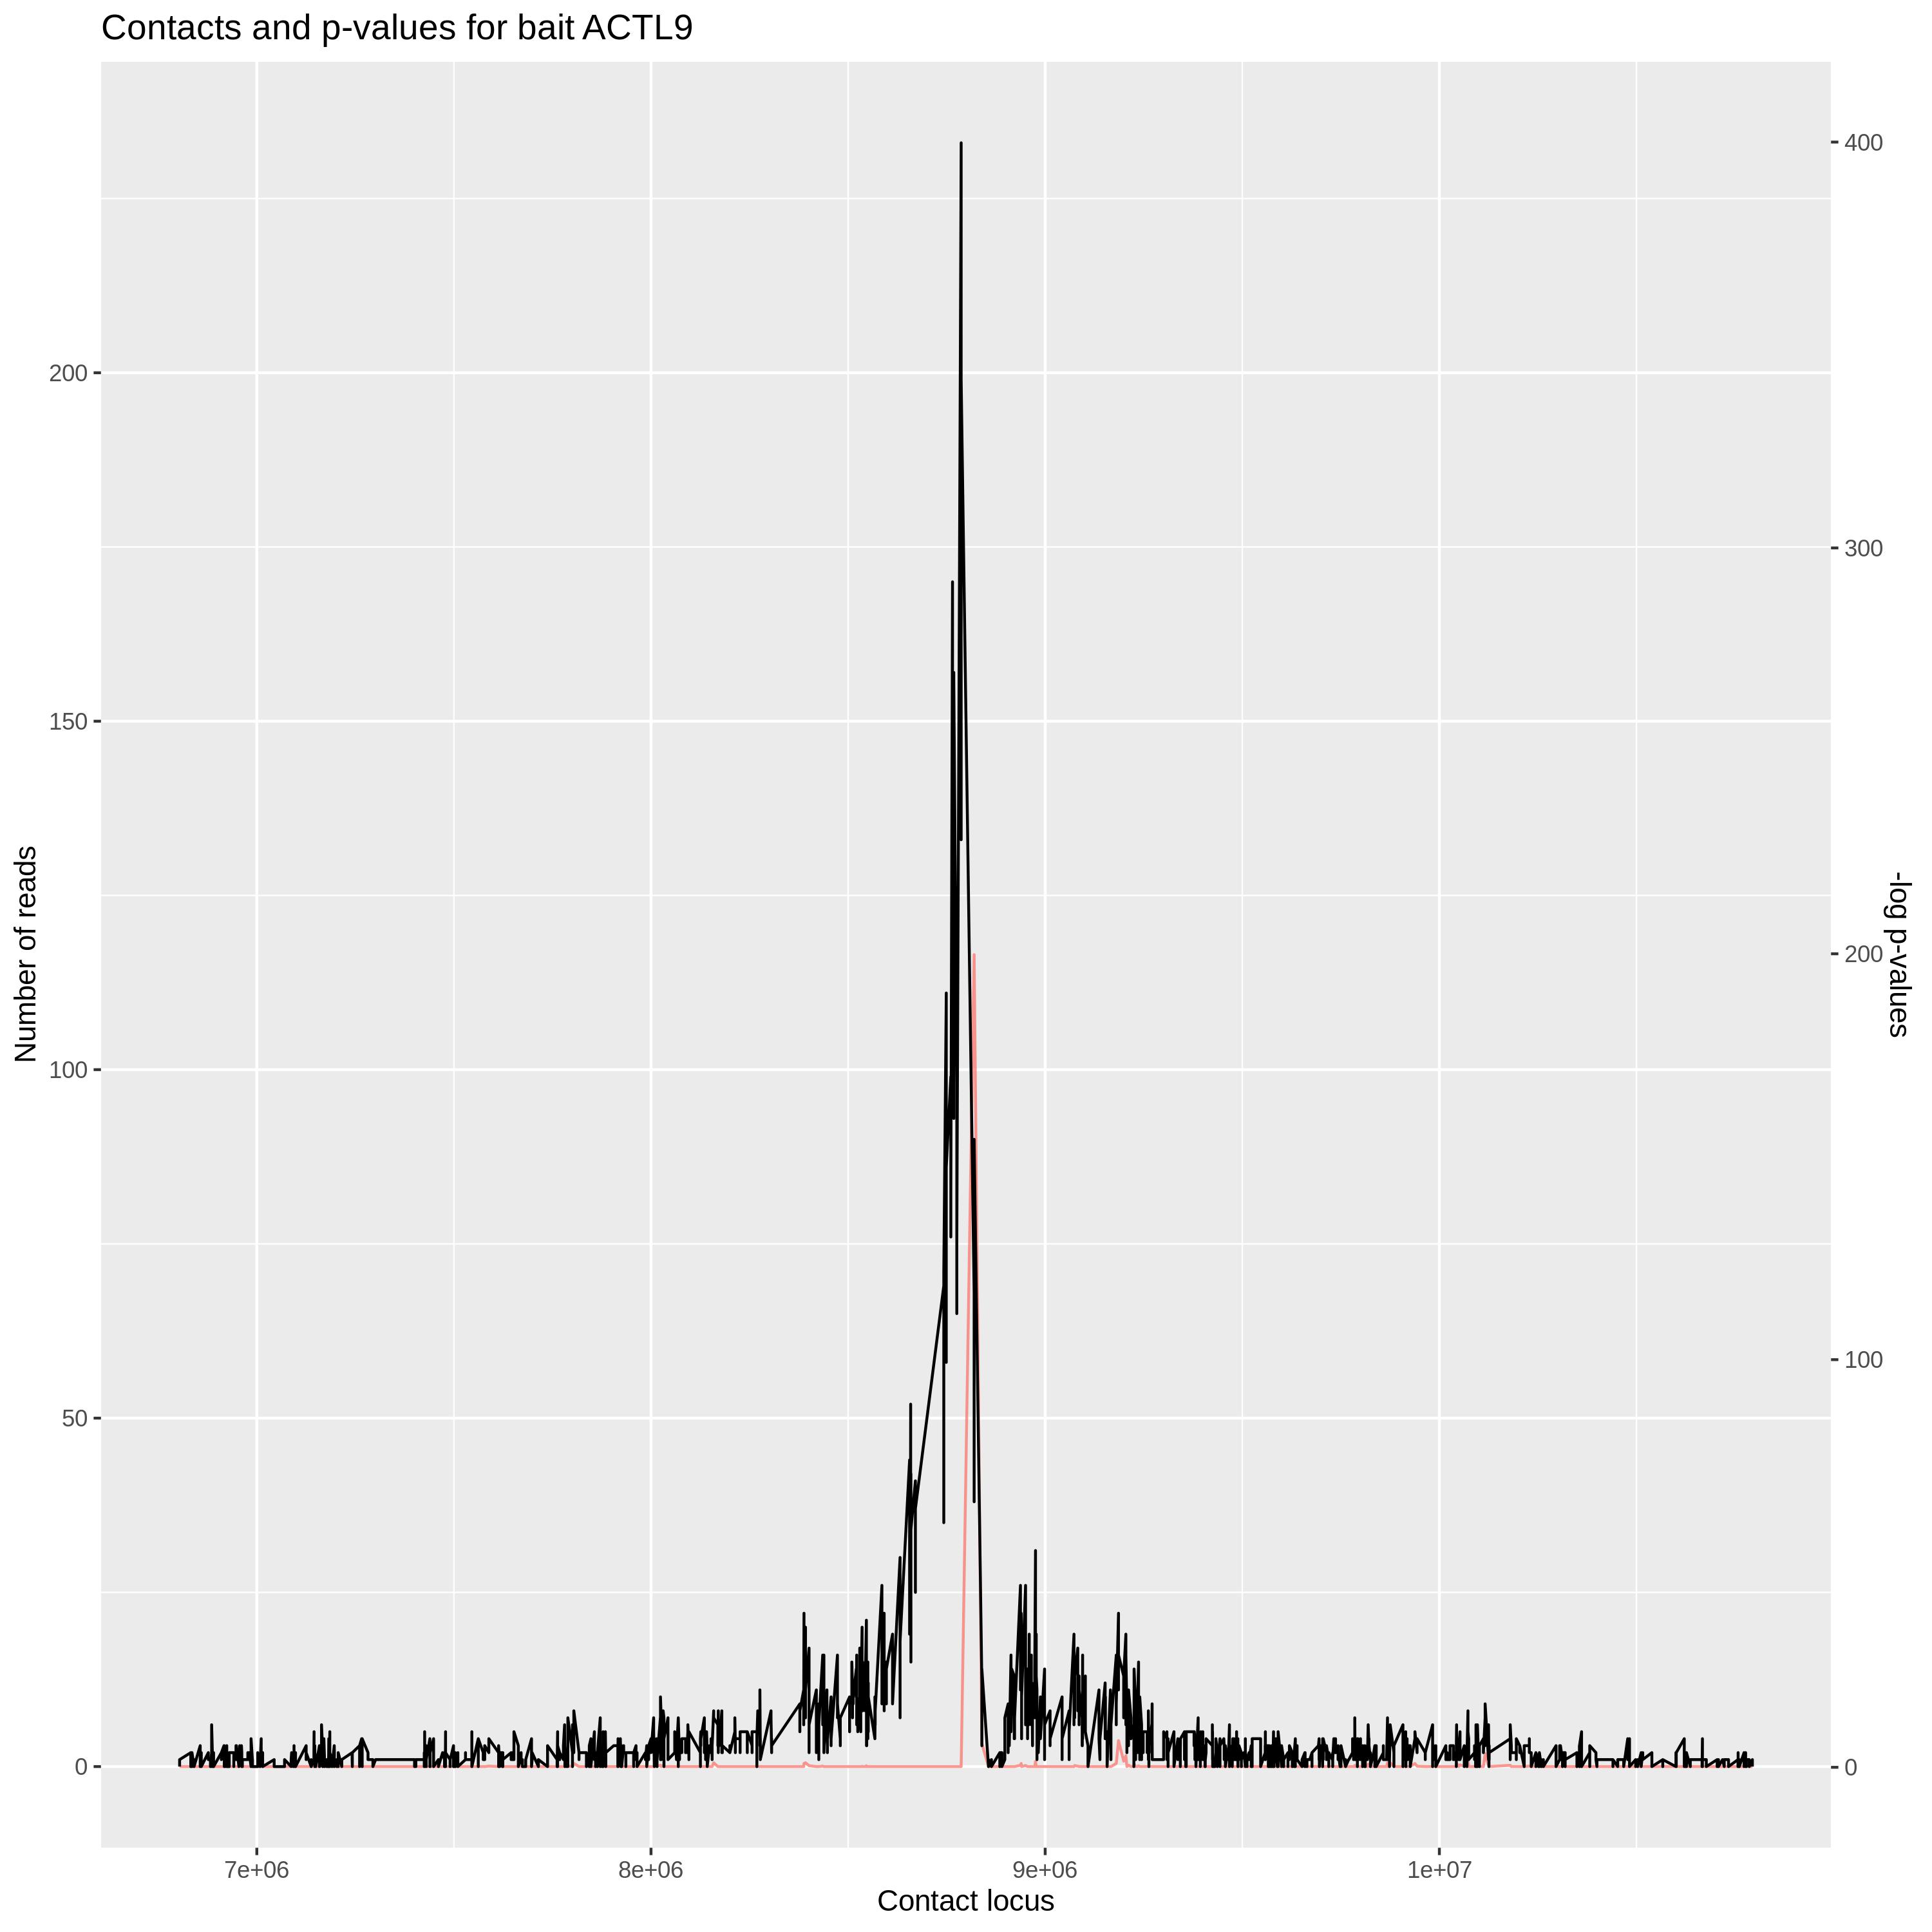 Contacts and p-values for bait ACTL9
400
200
300
150
Number of reads
-log p-values
200
100
100
50
0
0
7e+06
8e+06
9e+06
1e+07
Contact locus